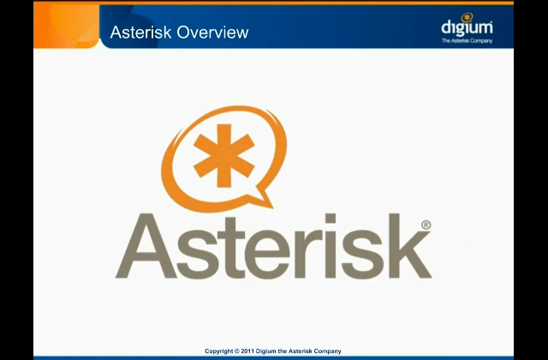 Asterisk Overview
digium®
The Asterisk Company
Asterisk®
Copyright © 2011 Digium the Asterisk Company